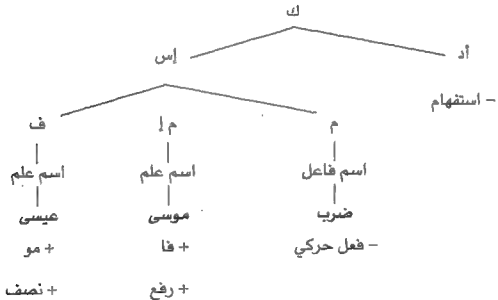 ك
أد إس
– استفهام
م م إ ف
اسم فاعل اسم علم اسم علم
ضرب موسى عيسى
– فعل حركي + فا + مو
+ رفع + نصف